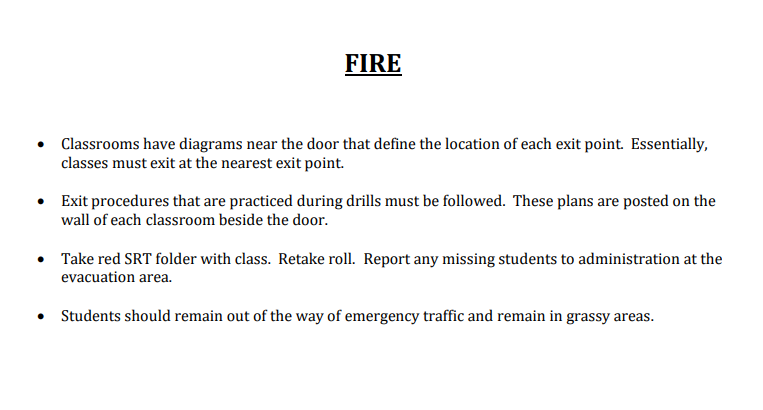 FIRE
• Classrooms have diagrams near the door that define the location of each exit point.  Essentially,
classes must exit at the nearest exit point.
• Exit procedures that are practiced during drills must be followed.  These plans are posted on the
wall of each classroom beside the door.
• Take red SRT folder with class.  Retake roll.  Report any missing students to administration at the
evacuation area.
• Students should remain out of the way of emergency traffic and remain in grassy areas.